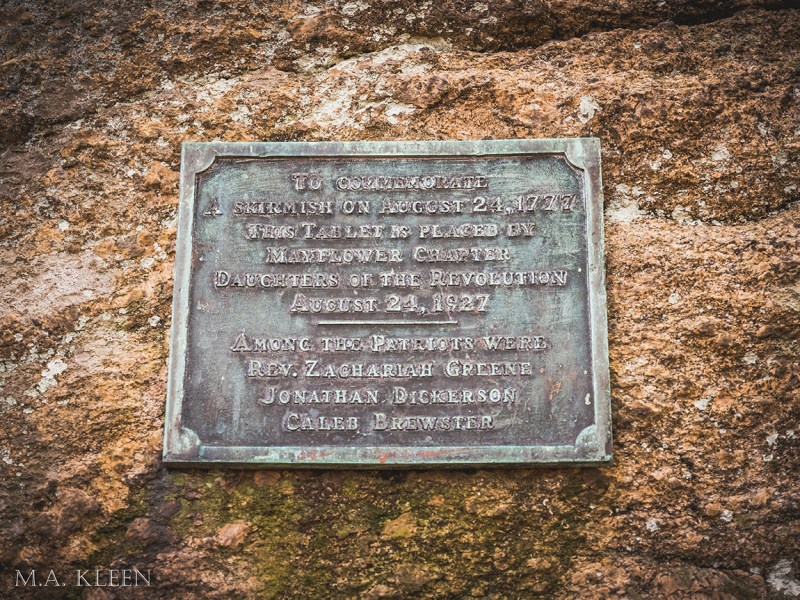 To commemorate
A skirmish on August 24, 1777
This Tablet is placed by
Mayflower Chapter
Daughters of the Revolution
August 24, 1927
Among the Patriots were
Rev. Zachariah Greene
Jonathan Dickerson
Caleb Brewster
M.A. KLEEN